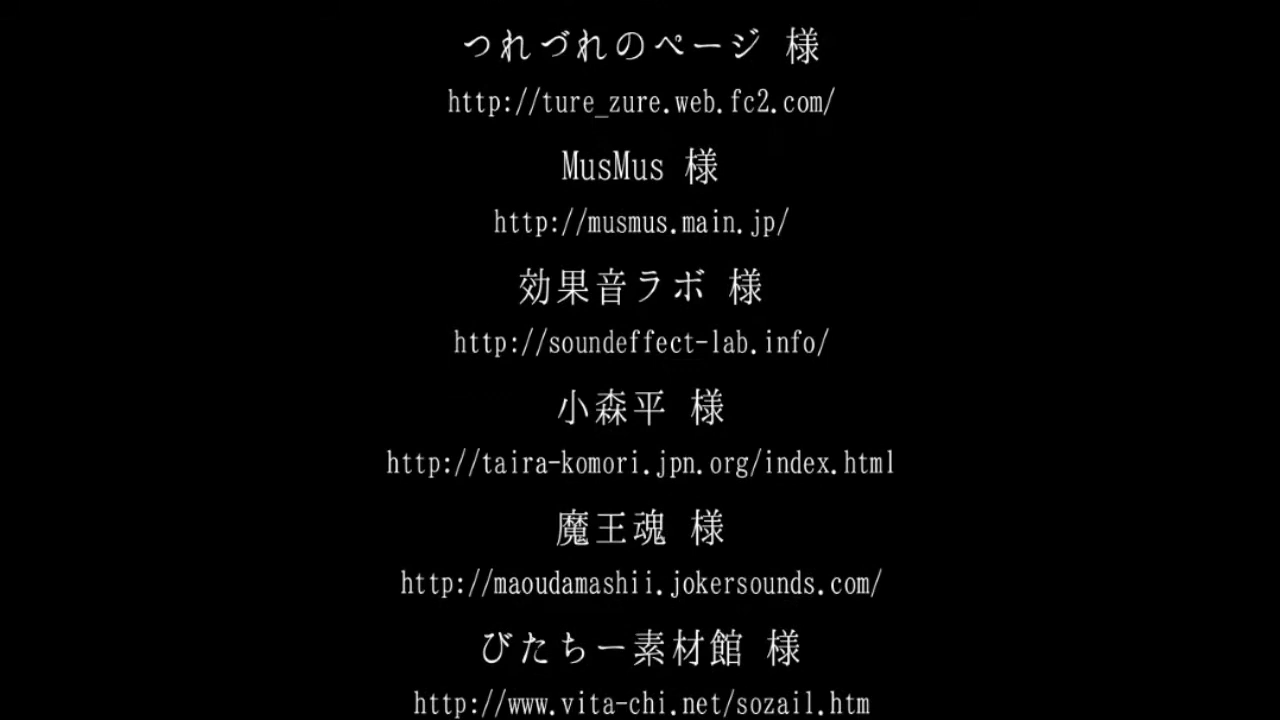 つれづれのページ 様
http://ture_zure.web.fc2.com/
MusMus 様
http://musmus.main.jp/
効果音ラボ 様
http://soundeffect-lab.info/
小森平 様
http://taira-komori.jpn.org/index.html
魔王魂 様
http://maoudamashii.jokersounds.com/
びたちー素材館 様
http://www.vita-chi.net/sozai1.htm